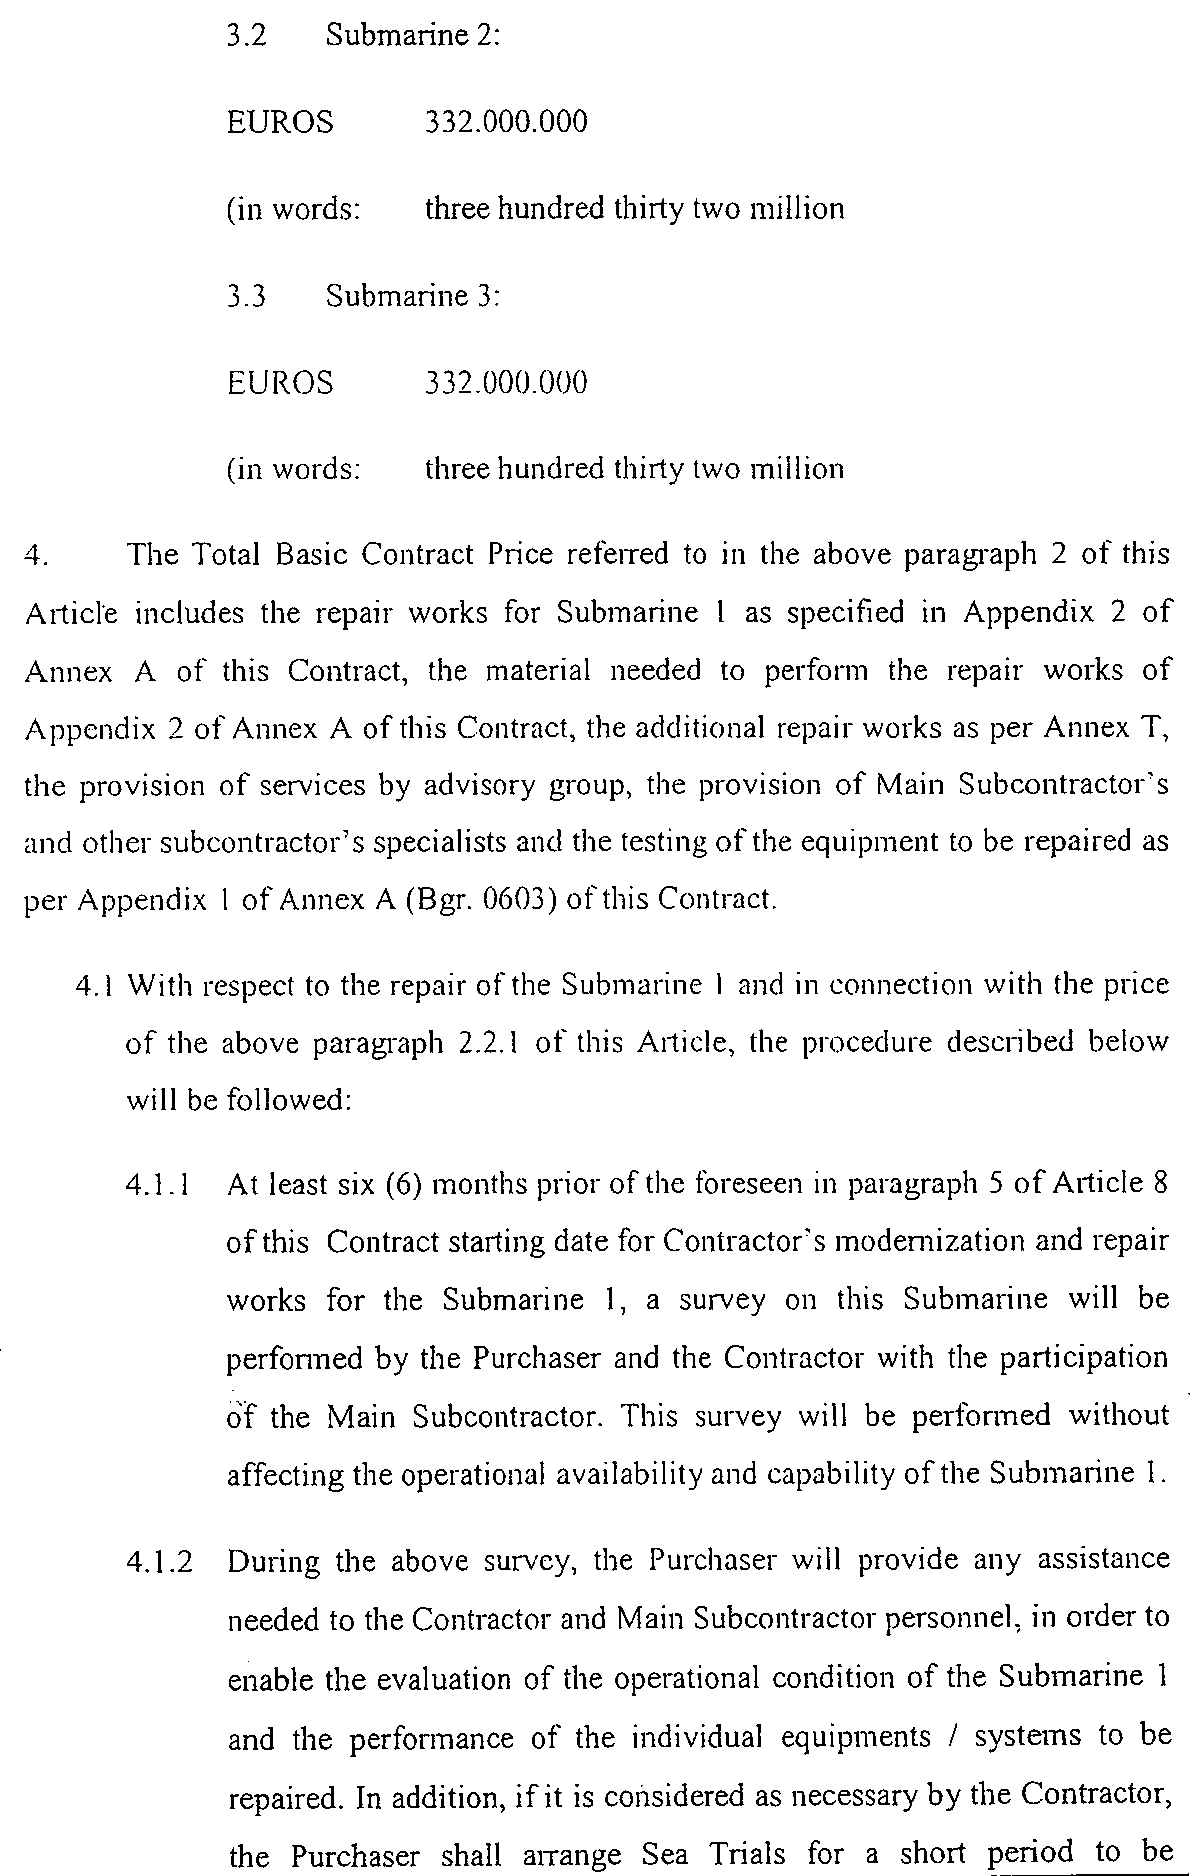 3.2 Submarine 2:
EUROS 332.000.000
(in words: three hundred thirty two million
3.3 Submarine 3:
EUROS 332.000.000
(in words: three hundred thirty two million
4. The Total Basic Contract Price referred to in the above paragraph 2 of this
Article includes the repair works for Submarine 1 as specified in Appendix 2 of
Annex A of this Contract, the material needed to perform the repair works of
Appendix 2 of Annex A of this Contract, the additional repair works as per Annex T,
the provision of services by advisory group, the provision of Main Subcontractor's
and other subcontractor's specialists and the testing of the equipment to be repaired as
per Appendix 1 of Annex A (Bgr. 0603) of this Contract.
4.1 With respect to the repair of the Submarine 1 and in connection with the price
of the above paragraph 2.2.1 of this Article, the procedure described below
will be followed:
4.1.1 At least six (6) months prior of the foreseen in paragraph 5 of Article 8
of this Contract starting date for Contractor's modernization and repair
works for the Submarine 1, a survey on this Submarine will be
performed by the Purchaser and the Contractor with the participation
of the Main Subcontractor. This survey will be performed without
affecting the operational availability and capability of the Submarine 1.
4.1.2 During the above survey, the Purchaser will provide any assistance
needed to the Contractor and Main Subcontractor personnel, in order to
enable the evaluation of the operational condition of the Submarine 1
and the performance of the individual equipments / systems to be
repaired. In addition, if it is considered as necessary by the Contractor,
the Purchaser shall arrange Sea Trials for a short period to be